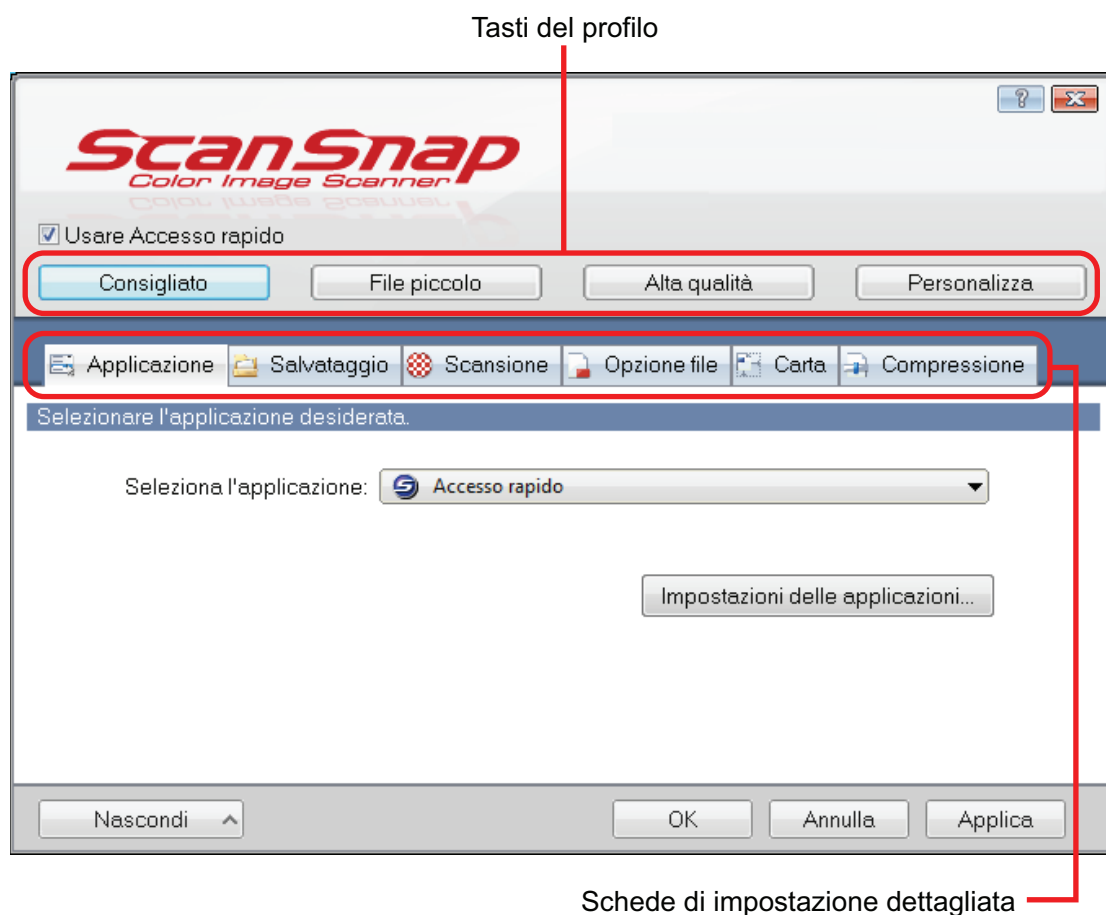 Tasti del profilo
ScanSnap
Color Image Scanner
Usare Accesso rapido
Consigliato File piccolo Alta qualità Personalizza
Applicazione Salvataggio Scansione Opzione file Carta Compressione
Selezionare l'applicazione desiderata.
Seleziona l'applicazione: Accesso rapido
Impostazioni delle applicazioni...
Nascondi OK Annulla Applica
Schede di impostazione dettagliata